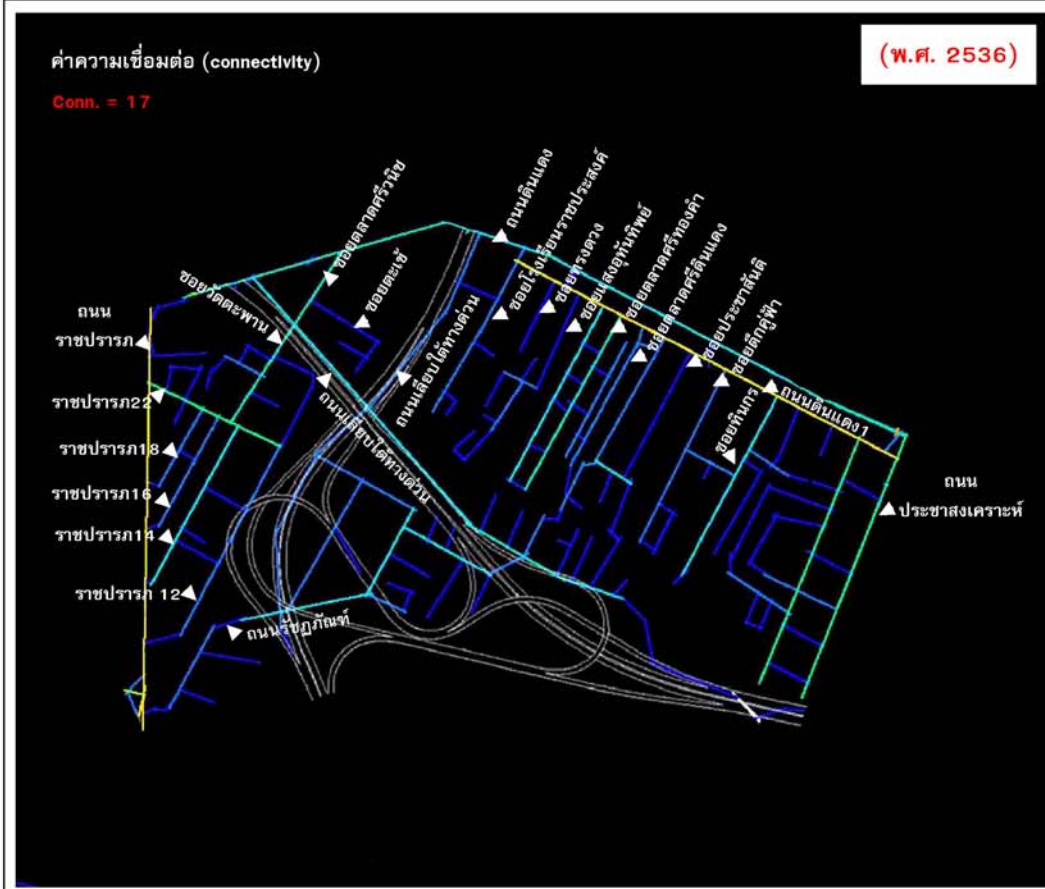 ค่าความเชื่อมต่อ (connectivity)
(พ.ศ. 2536)
Conn. = 17
ซอยตลาดศรีวนิช
ซอยวัดตะพาน
ซอยตะเช้
ถนนดินแดง
ซอยโรงเรียนราชประสงค์
ซอยทรงดวง
ซอยแสงอุทันทิพย์
ซอยตลาดศรีทองคำ
ซอยตลาดศรีดินแดง
ซอยประชาสันติ
ซอยตึกคู่ฟ้า
ซอยทินกร
ถนนดินแดง1
ถนนเลียบใต้ทางด่วน
ถนนเลียบใต้ทางด่วน
ถนน
ราชปรารภ
ราชปรารภ22
ราชปรารภ18
ราชปรารภ16
ราชปรารภ14
ราชปรารภ 12
ถนนรัชฏภัณฑ์
ถนน
ประชาสงเคราะห์